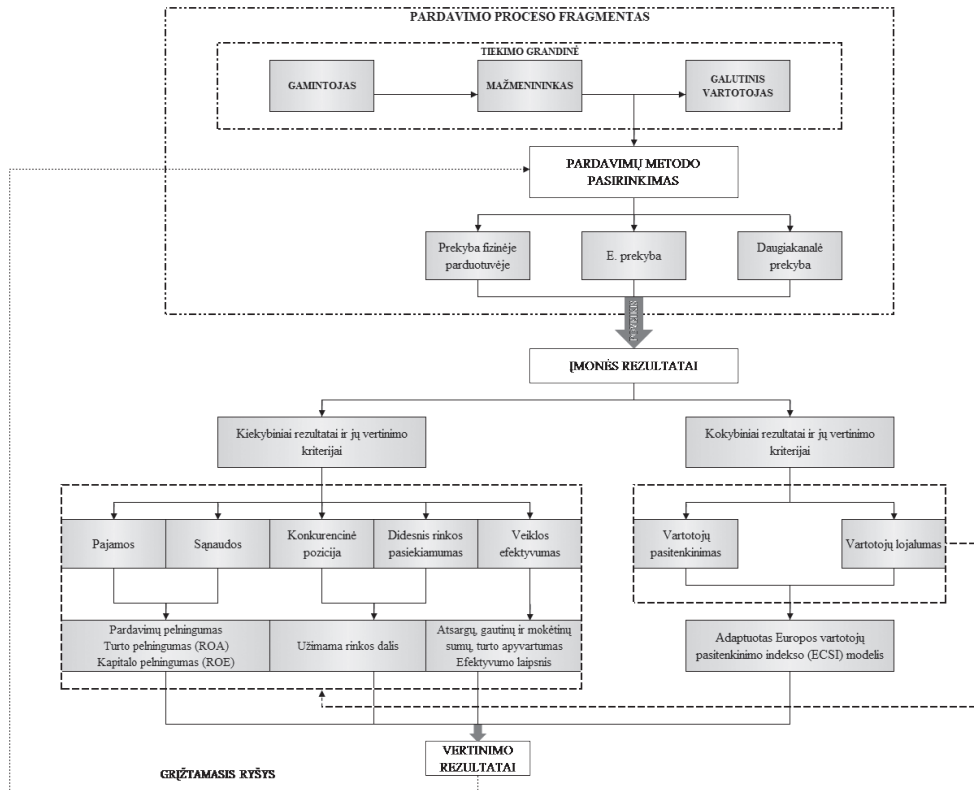 PARDAVIMO PROCESO FRAGMENTAS
TIEKIMO GRANDINĖ
GAMINTOJAS
MAŽMENININKAS
GALUTINIS
VARTOTOJAS
PARDAVIMŲ METODO
PASIRINKIMAS
Prekyba fizinėje
parduotuvėje
E. prekyba
Daugiakanalė
prekyba
POVEIKIS
ĮMONĖS REZULTATAI
Kiekybiniai rezultatai ir jų vertinimo
kriterijai
Kokybiniai rezultatai ir jų vertinimo
kriterijai
Pajamos
Sąnaudos
Konkurencinė
pozicija
Didesnis rinkos
pasiekiamumas
Veiklos
efektyvumas
Vartotojų
pasitenkinimas
Vartotojų lojalumas
Pardavimų pelningumas
Turto pelningumas (ROA)
Kapitalo pelningumas (ROE)
Užimama rinkos dalis
Atsargų, gautinų ir mokėtinų
sumų, turto apyvartumas
Efektyvumo laipsnis
Adaptuotas Europos vartotojų
pasitenkinimo indekso (ECSI) modelis
VERTINIMO
REZULTATAI
GRĮŽTAMASIS RYŠYS